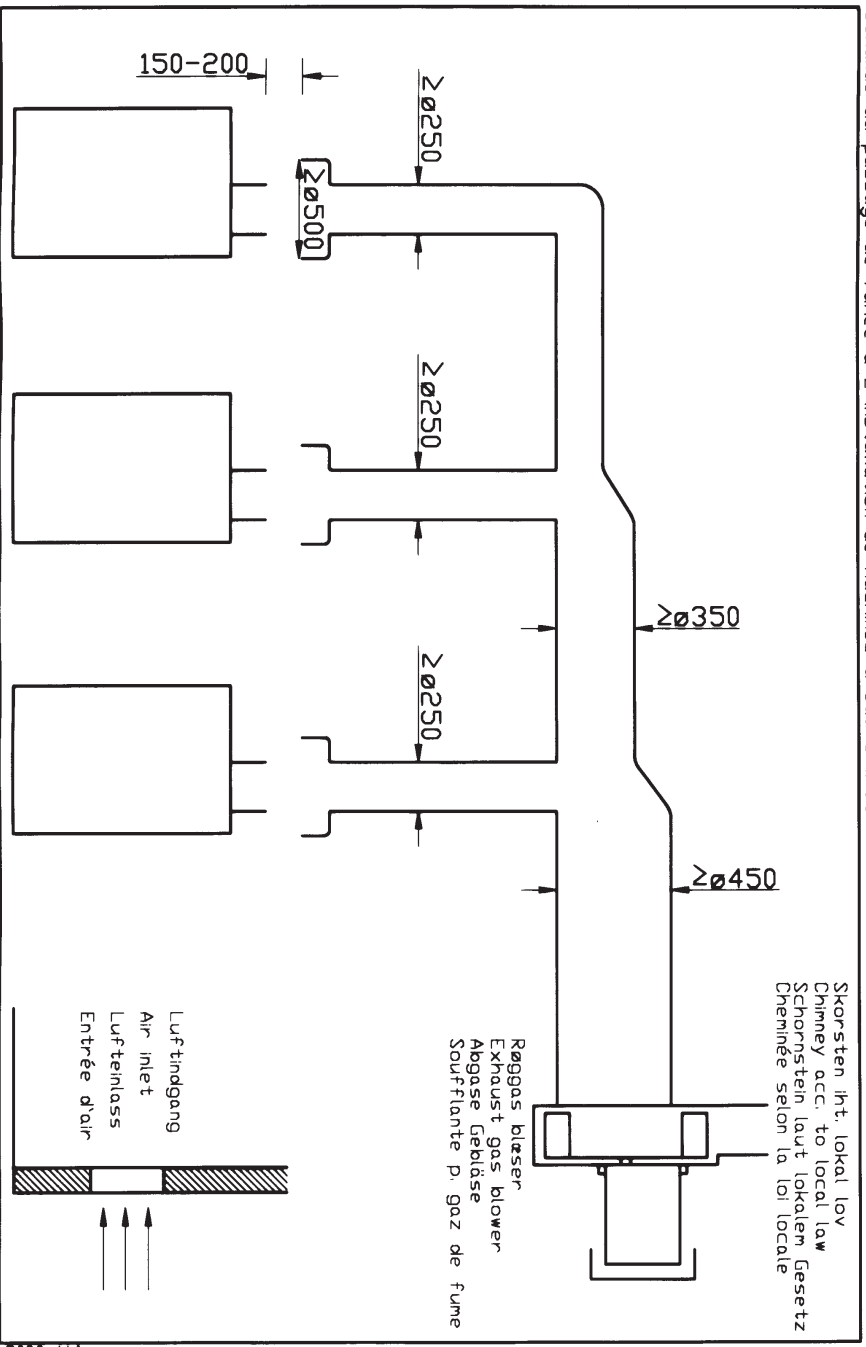 150-200
≥ø250
≥ø500
≥ø250
≥ø250
≥ø350
≥ø450
Skorsten iht. lokal lov
Chimney acc. to local law
Schornstein laut lokalem Gesetz
Cheminée selon la loi locale
Røggas blæser
Exhaust gas blower
Abgase Gebläse
Soufflante p. gaz de fume
Luftindgang
Air inlet
Lufteinlass
Entrée d'air